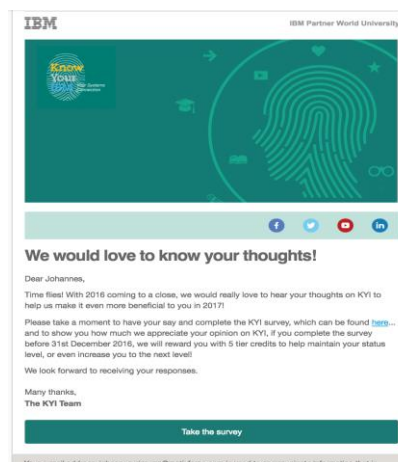 IBM
IBM Partner World University
Know
Your
IBM Your Systems
Connection
We would love to know your thoughts!
Dear Johannes,
Time flies! With 2016 coming to a close, we would really love to hear your thoughts on KYI to
help us make it even more beneficial to you in 2017!
Please take a moment to have your say and complete the KYI survey, which can be found here...
and to show you how much we appreciate your opinion on KYI, if you complete the survey
before 31st December 2016, we will reward you with 5 tier credits to help maintain your status
level, or even increase you to the next level!
We look forward to receiving your responses.
Many thanks,
The KYI Team
Take the survey